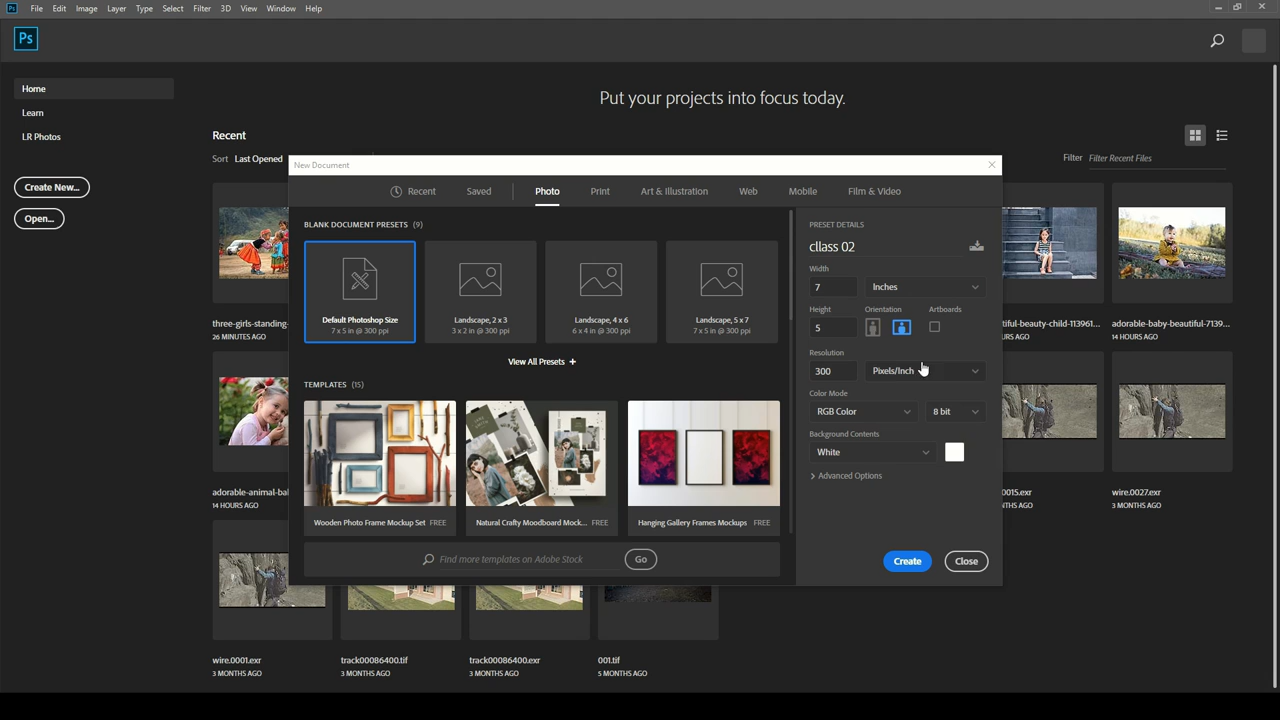 Ps File Edit Image Layer Type Select Filter 3D View Window Help
Ps
Home
Learn
LR Photos
Create New...
Open...
Put your projects into focus today.
Recent
Sort Last Opened
Filter Filter Recent Files
New Document
Recent Saved Photo Print Art & Illustration Web Mobile Film & Video
BLANK DOCUMENT PRESETS (9)
Default Photoshop Size
7 x 5 in @ 300 ppi
Landscape, 2 x 3
3 x 2 in @ 300 ppi
Landscape, 4 x 6
6 x 4 in @ 300 ppi
Landscape, 5 x 7
7 x 5 in @ 300 ppi
View All Presets +
TEMPLATES (15)
Wooden Photo Frame Mockup Set FREE
Natural Crafty Moodboard Mock... FREE
Hanging Gallery Frames Mockups FREE
Find more templates on Adobe Stock Go
PRESET DETAILS
cllass 02
Width
7 Inches
Height Orientation Artboards
5
Resolution
300 Pixels/Inch
Color Mode
RGB Color 8 bit
Background Contents
White
Advanced Options
Create Close
three-girls-standing-
26 MINUTES AGO
tiful-beauty-child-113961...
URS AGO
adorable-baby-beautiful-7139...
14 HOURS AGO
adorable-animal-bal
14 HOURS AGO
0015.exr
NTHS AGO
wire.0027.exr
3 MONTHS AGO
wire.0001.exr
3 MONTHS AGO
track00086400.tif
3 MONTHS AGO
track00086400.exr
3 MONTHS AGO
001.tif
5 MONTHS AGO